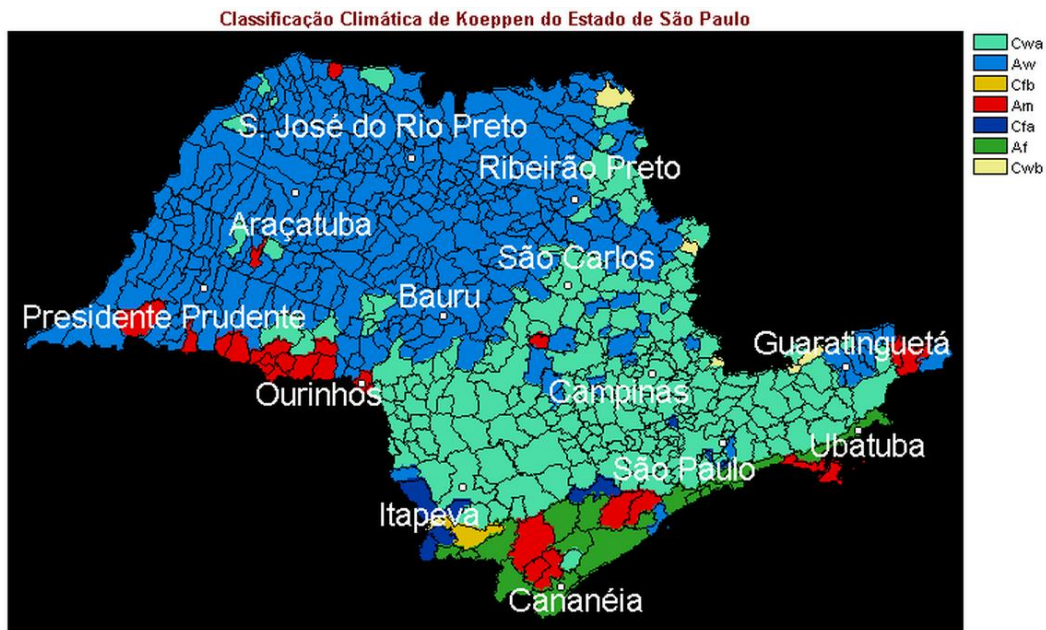 Classificação Climática de Koeppen do Estado de São Paulo
Cwa
Aw
Cfb
Am
Cfa
Af
Cwb
S. José do Rio Preto
Ribeirão Preto
Araçatuba
São Carlos
Bauru
Presidente Prudente
Guaratinguetá
Ourinhos
Campinas
Ubatuba
São Paulo
Itapeva
Cananéia